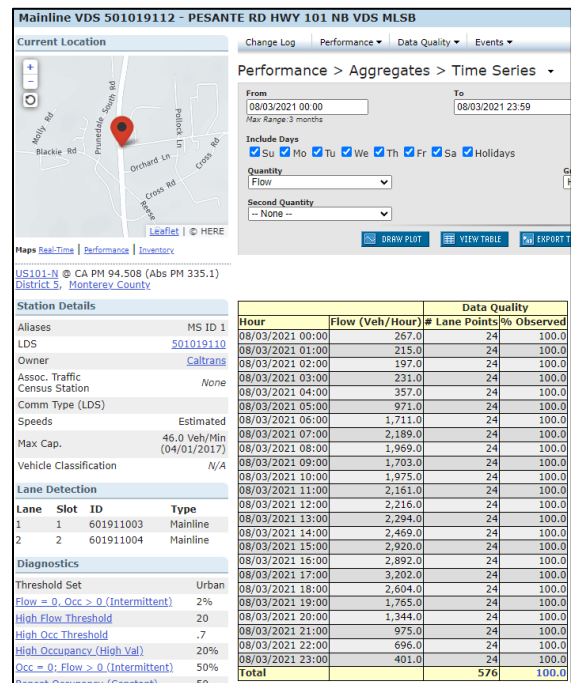 Mainline VDS 501019112 - PESANTE RD HWY 101 NB VDS MLSB
Current Location
+
-
Molly Rd
Blackie Rd
Prunedale South Rd
Pollock Ln
Orchard Ln
Cross Rd
Cross Rd
Reese
Leaflet | © HERE
Maps Real-Time | Performance | Inventory
US101-N @ CA PM 94.508 (Abs PM 335.1)
District 5, Monterey County
Station Details
Aliases MS ID 1
LDS 501019110
Owner Caltrans
Assoc. Traffic
Census Station None
Comm Type (LDS)
Speeds Estimated
Max Cap. 46.0 Veh/Min
(04/01/2017)
Vehicle Classification N/A
Lane Detection
Lane Slot ID Type
1 1 601911003 Mainline
2 2 601911004 Mainline
Diagnostics
Threshold Set Urban
Flow = 0, Occ > 0 (Intermittent) 2%
High Flow Threshold 20
High Occ Threshold .7
High Occupancy (High Val) 20%
Occ = 0; Flow > 0 (Intermittent) 50%
Change Log Performance Data Quality Events
Performance > Aggregates > Time Series
From To
08/03/2021 00:00 08/03/2021 23:59
Max Range:3 months
Include Days
Su Mo Tu We Th Fr Sa Holidays
Quantity
Flow
Second Quantity
-- None --
DRAW PLOT VIEW TABLE EXPORT T
Data Quality
Hour Flow (Veh/Hour) # Lane Points % Observed
08/03/2021 00:00 267.0 24 100.0
08/03/2021 01:00 215.0 24 100.0
08/03/2021 02:00 197.0 24 100.0
08/03/2021 03:00 231.0 24 100.0
08/03/2021 04:00 357.0 24 100.0
08/03/2021 05:00 971.0 24 100.0
08/03/2021 06:00 1,711.0 24 100.0
08/03/2021 07:00 2,189.0 24 100.0
08/03/2021 08:00 1,969.0 24 100.0
08/03/2021 09:00 1,703.0 24 100.0
08/03/2021 10:00 1,975.0 24 100.0
08/03/2021 11:00 2,161.0 24 100.0
08/03/2021 12:00 2,216.0 24 100.0
08/03/2021 13:00 2,294.0 24 100.0
08/03/2021 14:00 2,469.0 24 100.0
08/03/2021 15:00 2,920.0 24 100.0
08/03/2021 16:00 2,892.0 24 100.0
08/03/2021 17:00 3,202.0 24 100.0
08/03/2021 18:00 2,604.0 24 100.0
08/03/2021 19:00 1,765.0 24 100.0
08/03/2021 20:00 1,344.0 24 100.0
08/03/2021 21:00 975.0 24 100.0
08/03/2021 22:00 696.0 24 100.0
08/03/2021 23:00 401.0 24 100.0
Total 576 100.0